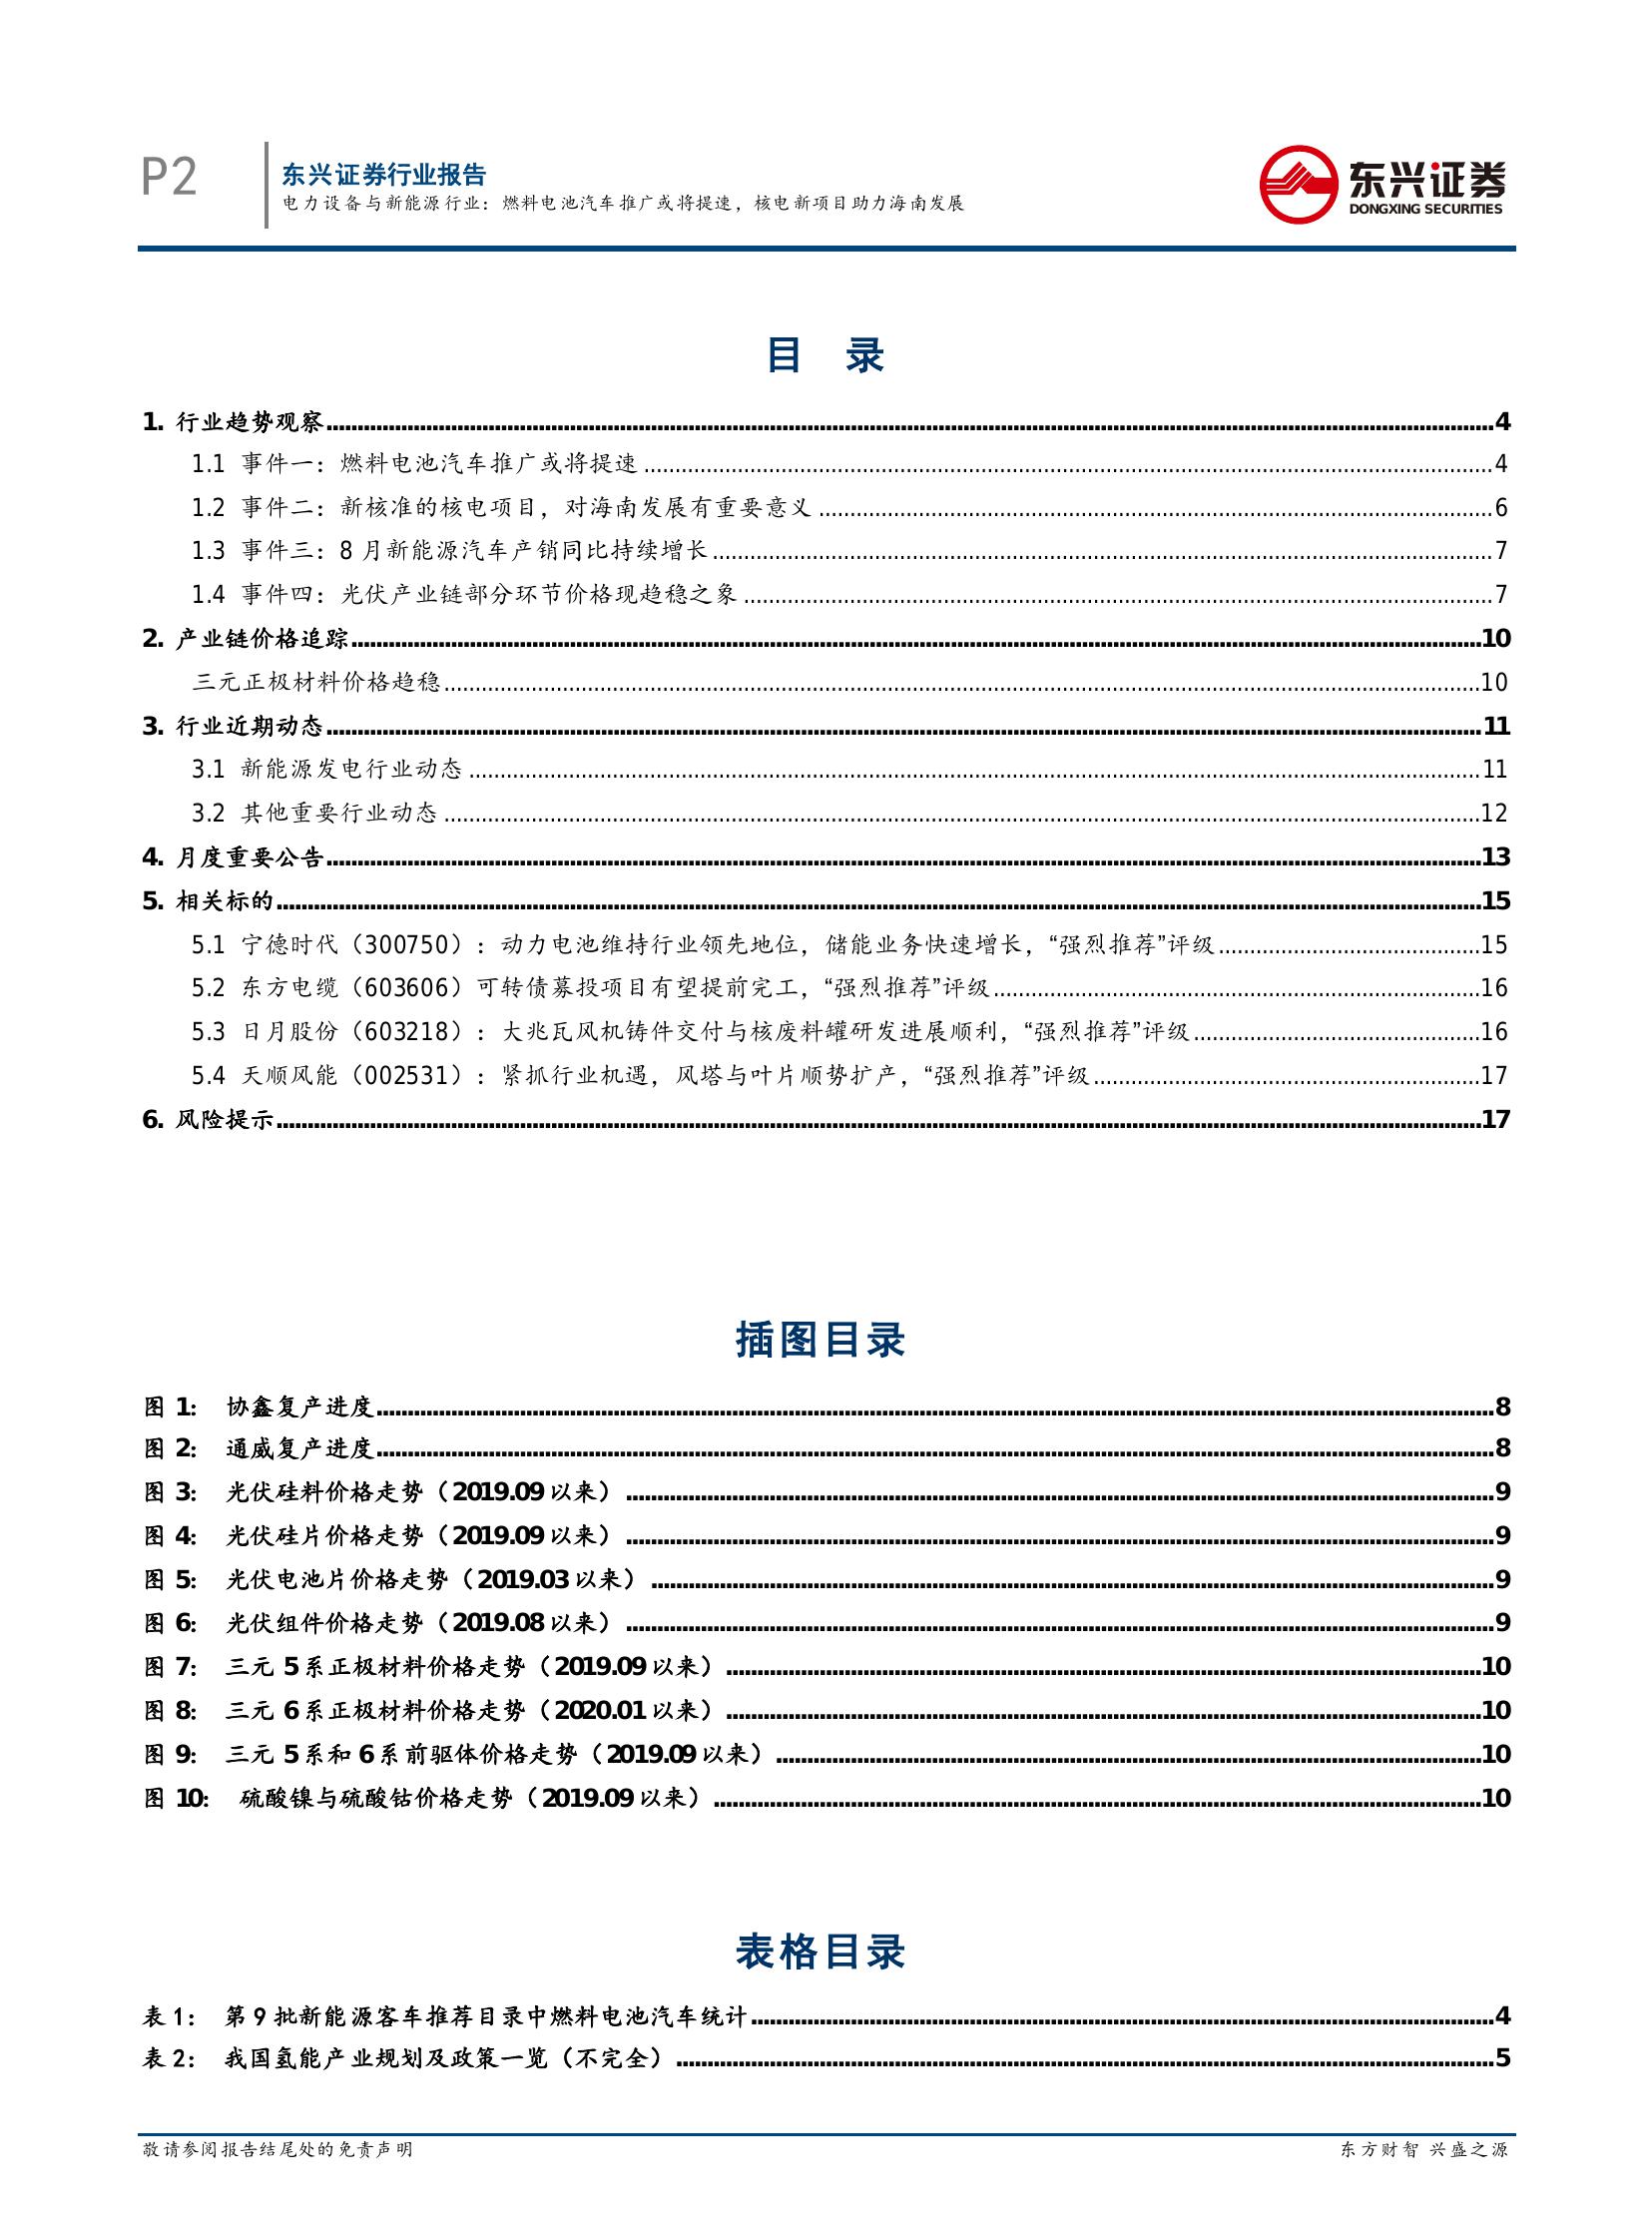 P2
东兴证券行业报告
电力设备与新能源行业：燃料电池汽车推广或将提速，核电新项目助力海南发展
东兴证券
DONGXING SECURITIES
目 录
1. 行业趋势观察 4
1.1 事件一：燃料电池汽车推广或将提速 4
1.2 事件二：新核准的核电项目，对海南发展有重要意义 6
1.3 事件三：8 月新能源汽车产销同比持续增长 7
1.4 事件四：光伏产业链部分环节价格现趋稳之象 7
2. 产业链价格追踪 10
三元正极材料价格趋稳 10
3. 行业近期动态 11
3.1 新能源发电行业动态 11
3.2 其他重要行业动态 12
4. 月度重要公告 13
5. 相关标的 15
5.1 宁德时代（300750）：动力电池维持行业领先地位，储能业务快速增长，“强烈推荐”评级 15
5.2 东方电缆（603606）可转债募投项目有望提前完工，“强烈推荐”评级 16
5.3 日月股份（603218）：大兆瓦风机铸件交付与核废料罐研发进展顺利，“强烈推荐”评级 16
5.4 天顺风能（002531）：紧抓行业机遇，风塔与叶片顺势扩产，“强烈推荐”评级 17
6. 风险提示 17
插图目录
图 1: 协鑫复产进度 8
图 2: 通威复产进度 8
图 3: 光伏硅料价格走势（2019.09 以来） 9
图 4: 光伏硅片价格走势（2019.09 以来） 9
图 5: 光伏电池片价格走势（2019.03 以来） 9
图 6: 光伏组件价格走势（2019.08 以来） 9
图 7: 三元 5 系正极材料价格走势（2019.09 以来） 10
图 8: 三元 6 系正极材料价格走势（2020.01 以来） 10
图 9: 三元 5 系和 6 系前驱体价格走势（2019.09 以来） 10
图 10: 硫酸镍与硫酸钴价格走势（2019.09 以来） 10
表格目录
表 1： 第 9 批新能源客车推荐目录中燃料电池汽车统计 4
表 2： 我国氢能产业规划及政策一览（不完全） 5
敬请参阅报告结尾处的免责声明
东方财智 兴盛之源